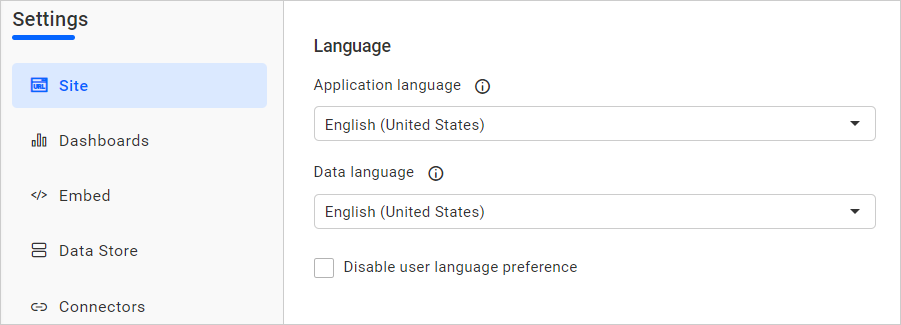 Settings
URL
Site
Dashboards
Embed
Data Store
Connectors
Language
Application language
English (United States)
Data language
English (United States)
Disable user language preference